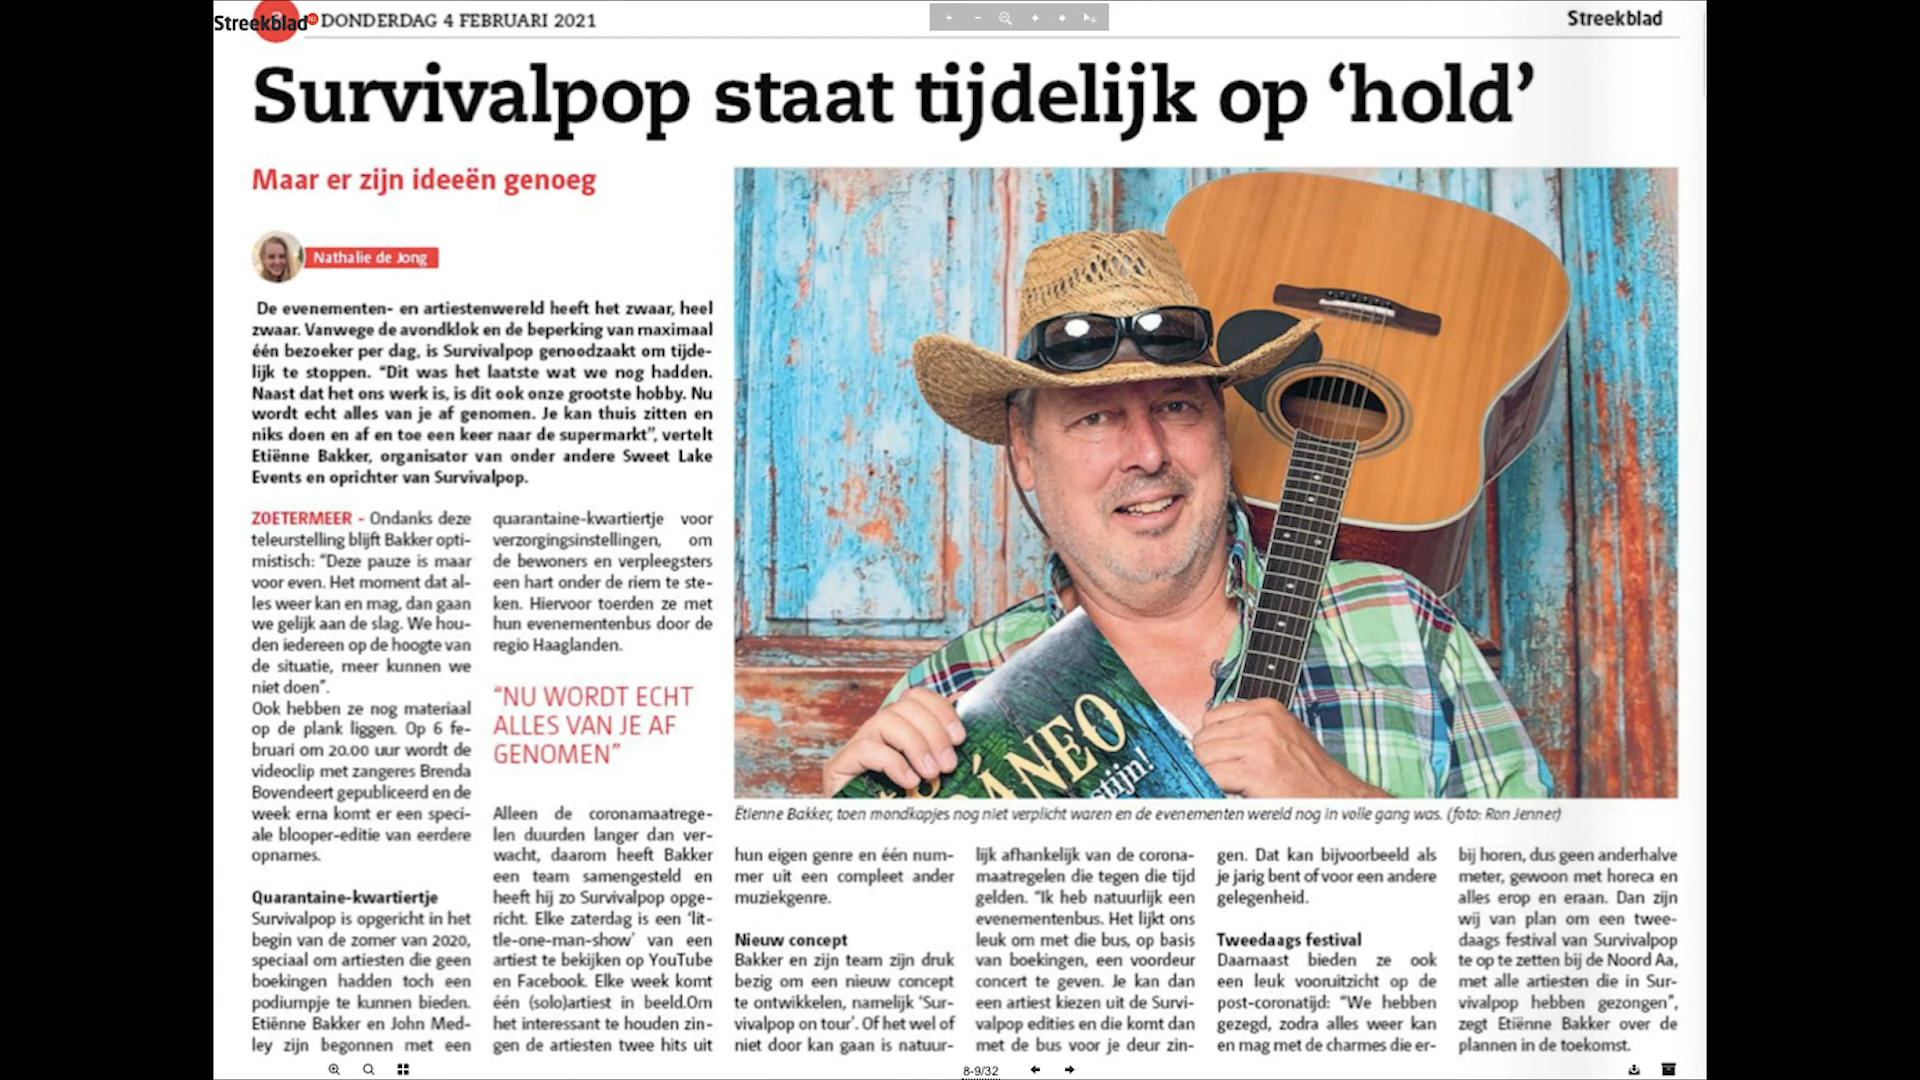 Streekblad
DONDERDAG 4 FEBRUARI 2021
Streekblad
Survivalpop staat tijdelijk op ‘hold’
Maar er zijn ideeën genoeg
Nathalie de Jong
De evenementen- en artiestenwereld heeft het zwaar, heel
zwaar. Vanwege de avondklok en de beperking van maximaal
één bezoeker per dag, is Survivalpop genoodzaakt om tijde-
lijk te stoppen. “Dit was het laatste wat we nog hadden.
Naast dat het ons werk is, is dit ook onze grootste hobby. Nu
wordt echt alles van je af genomen. Je kan thuis zitten en
niks doen en af en toe een keer naar de supermarkt”, vertelt
Etiënne Bakker, organisator van onder andere Sweet Lake
Events en oprichter van Survivalpop.
ZOETERMEER - Ondanks deze
teleurstelling blijft Bakker opti-
mistisch: “Deze pauze is maar
voor even. Het moment dat al-
les weer kan en mag, dan gaan
we gelijk aan de slag. We hou-
den iedereen op de hoogte van
de situatie, meer kunnen we
niet doen”.
Ook hebben ze nog materiaal
op de plank liggen. Op 6 fe-
bruari om 20.00 uur wordt de
videoclip met zangeres Brenda
Bovendeert gepubliceerd en de
week erna komt er een speci-
ale blooper-editie van eerdere
opnames.
Quarantaine-kwartiertje
Survivalpop is opgericht in het
begin van de zomer van 2020,
speciaal om artiesten die geen
boekingen hadden toch een
podiumpje te kunnen bieden.
Etiënne Bakker en John Med-
ley zijn begonnen met een
quarantaine-kwartiertje voor
verzorgingsinstellingen, om
de bewoners en verpleegsters
een hart onder de riem te ste-
ken. Hiervoor toerden ze met
hun evenementenbus door de
regio Haaglanden.
“NU WORDT ECHT
ALLES VAN JE AF
GENOMEN”
Alleen de coronamaatrege-
len duurden langer dan ver-
wacht, daarom heeft Bakker
een team samengesteld en
heeft hij zo Survivalpop opge-
richt. Elke zaterdag is een ‘lit-
tle-one-man-show’ van een
artiest te bekijken op YouTube
en Facebook. Elke week komt
één (solo)artiest in beeld.Om
het interessant te houden zin-
gen de artiesten twee hits uit
ÁNEO
stijn!
Ëtienne Bakker, toen mondkapjes nog niet verplicht waren en de evenementen wereld nog in volle gang was. (foto: Ron Jenner)
hun eigen genre en één num-
mer uit een compleet ander
muziekgenre.
Nieuw concept
Bakker en zijn team zijn druk
bezig om een nieuw concept
te ontwikkelen, namelijk ‘Sur-
vivalpop on tour’. Of het wel of
niet door kan gaan is natuur-
lijk afhankelijk van de corona-
maatregelen die tegen die tijd
gelden. “Ik heb natuurlijk een
evenementenbus. Het lijkt ons
leuk om met die bus, op basis
van boekingen, een voordeur
concert te geven. Je kan dan
een artiest kiezen uit de Survi-
valpop edities en die komt dan
met de bus voor je deur zin-
gen. Dat kan bijvoorbeeld als
je jarig bent of voor een andere
gelegenheid.
Tweedaags festival
Daarnaast bieden ze ook
een leuk vooruitzicht op de
post-coronatijd: “We hebben
gezegd, zodra alles weer kan
en mag met de charmes die er-
bij horen, dus geen anderhalve
meter, gewoon met horeca en
alles erop en eraan. Dan zijn
wij van plan om een twee-
daags festival van Survivalpop
te op te zetten bij de Noord Aa,
met alle artiesten die in Sur-
vivalpop hebben gezongen”,
zegt Etiënne Bakker over de
plannen in de toekomst.
8-9/32